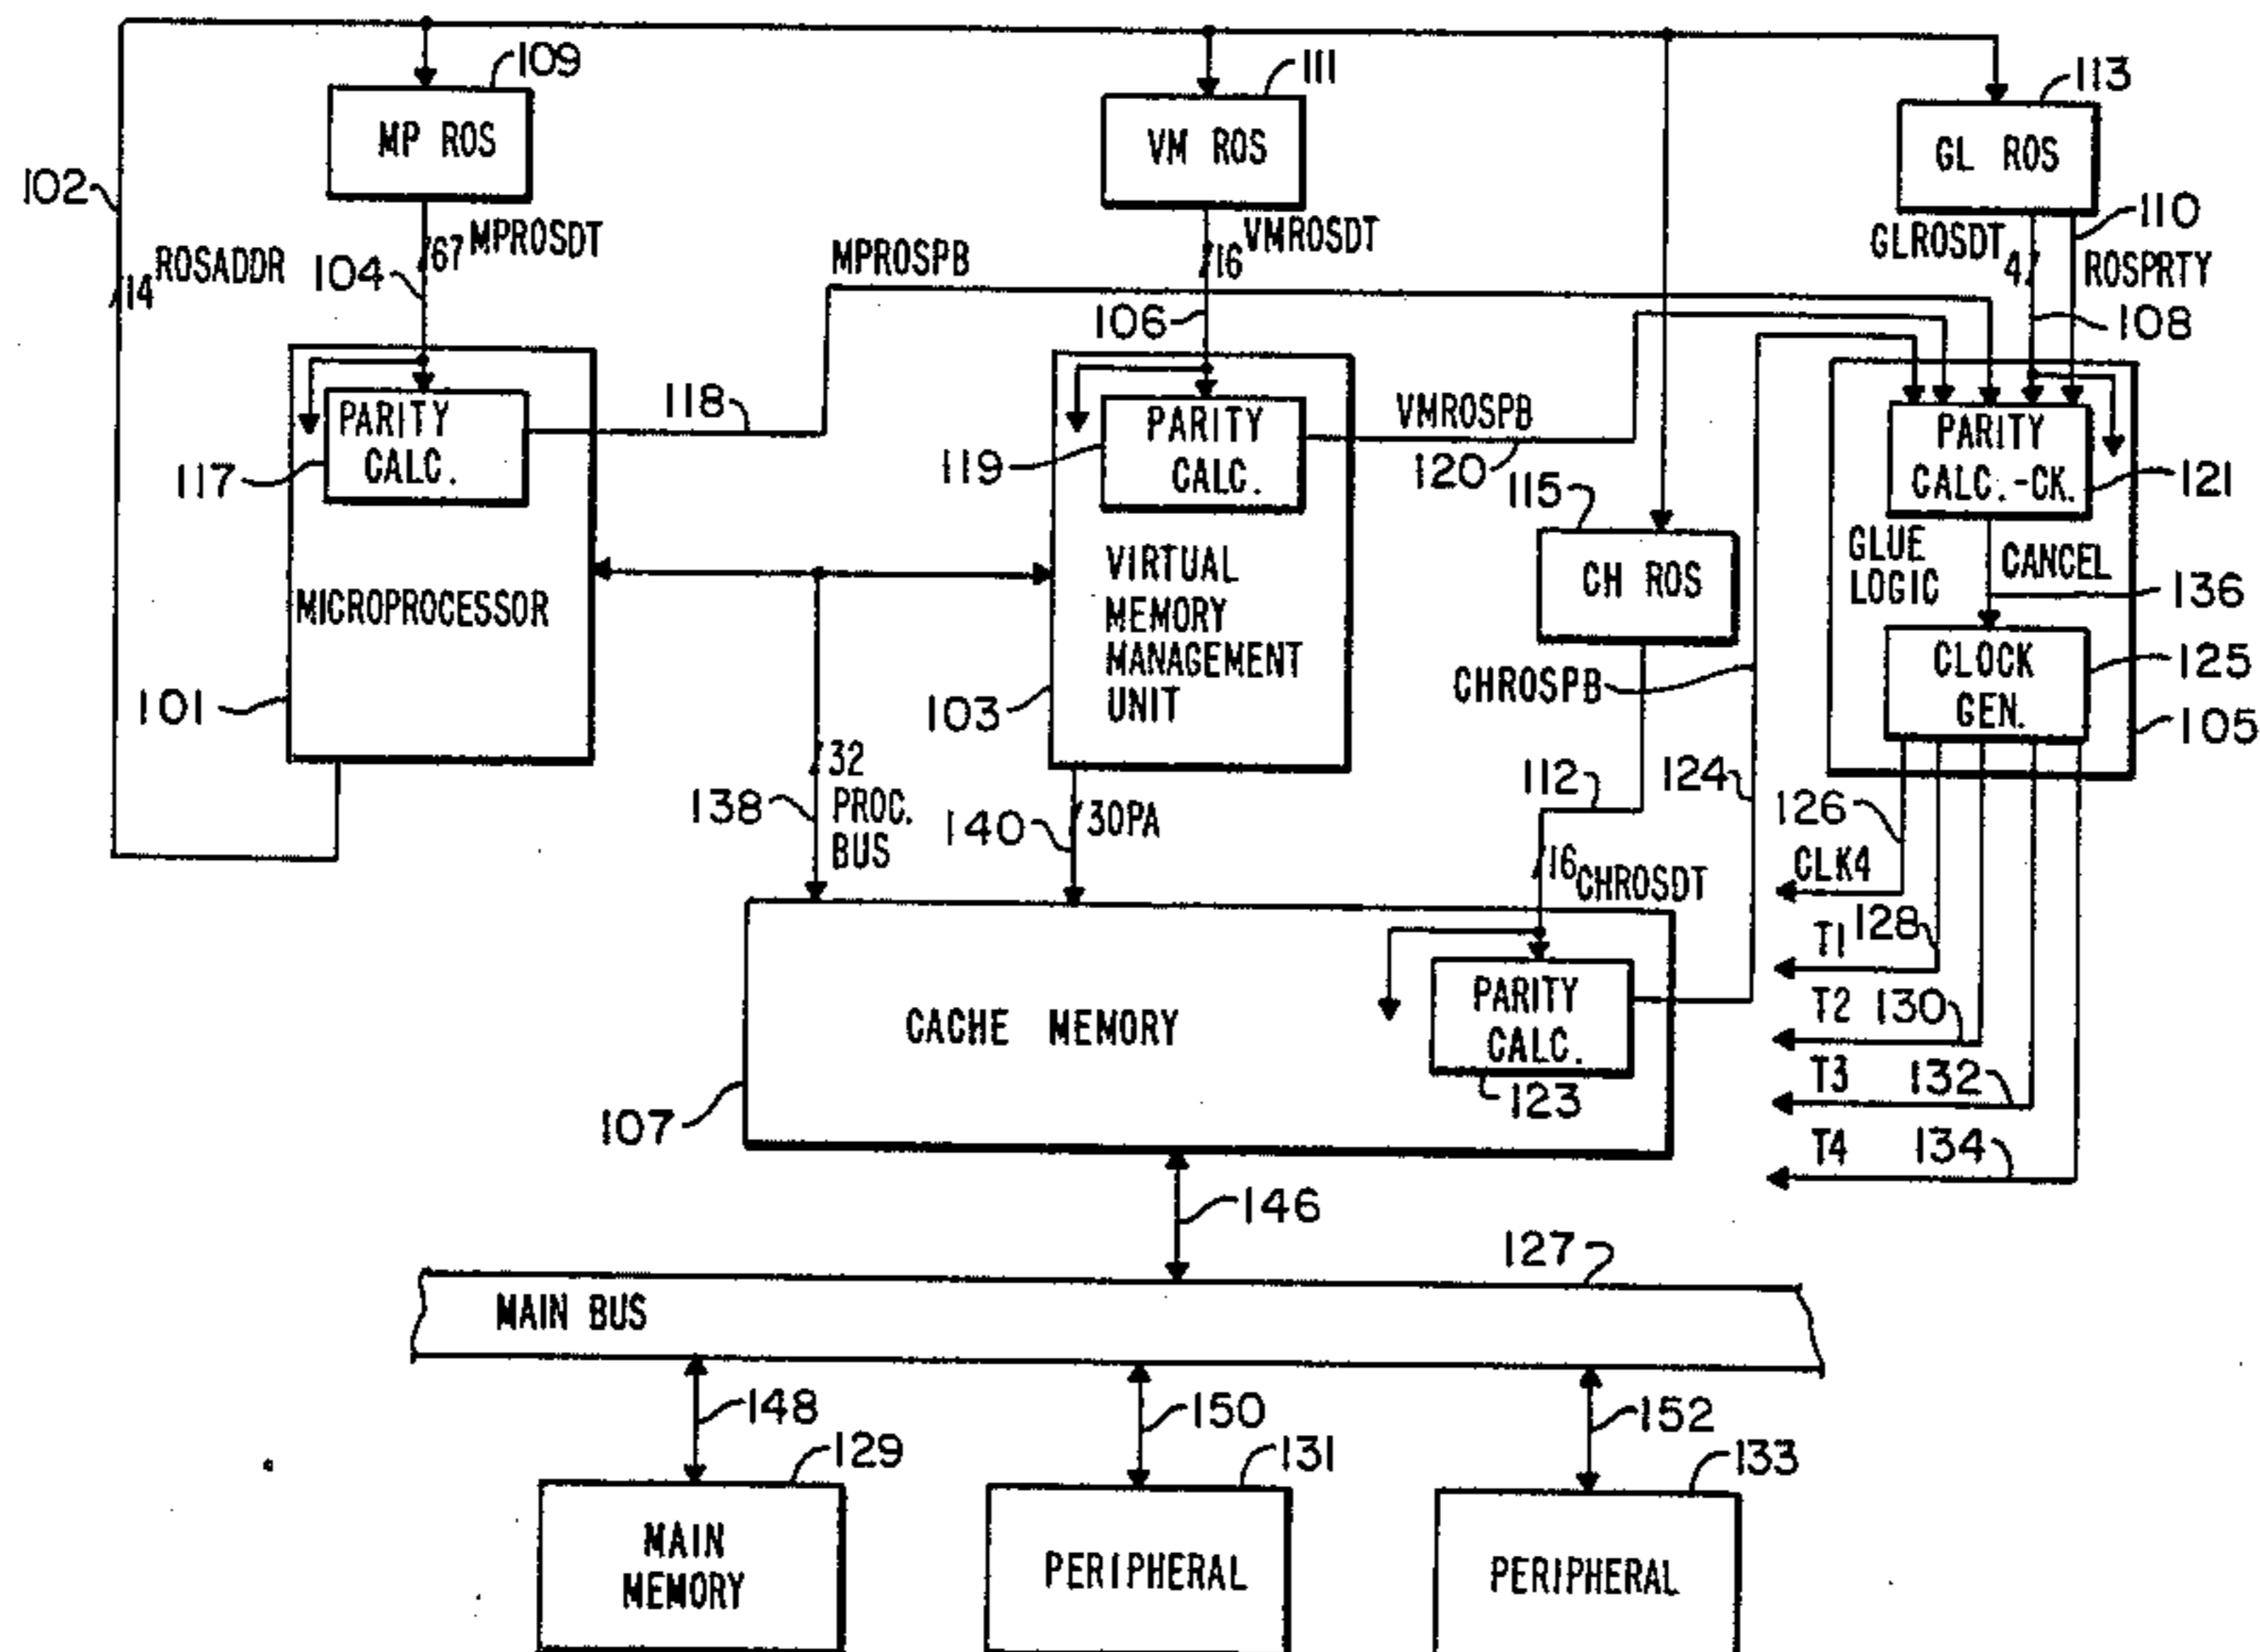 109
111
113
MP ROS
VM ROS
GL ROS
102
110
14 ROSADDR
104
67 MPROSDT
MPROSPB
16 VMROSDT
GLROSDT 4
ROSPRTY
106
108
PARITY
CALC.
118
PARITY
CALC.
VMROSPB
PARITY
CALC.-CK.
117
119
120
115
121
GLUE
LOGIC
CANCEL
MICROPROCESSOR
VIRTUAL
MEMORY
MANAGEMENT
UNIT
CH ROS
136
CHROSPB
CLOCK
GEN.
125
101
103
105
32
PROC.
BUS
138
140
30PA
112
124
126
16 CHROSDT
CLK4
T1 128
CACHE MEMORY
PARITY
CALC.
T2 130
107
123
T3 132
T4 134
146
127
MAIN BUS
148
150
152
129
131
133
MAIN
MEMORY
PERIPHERAL
PERIPHERAL